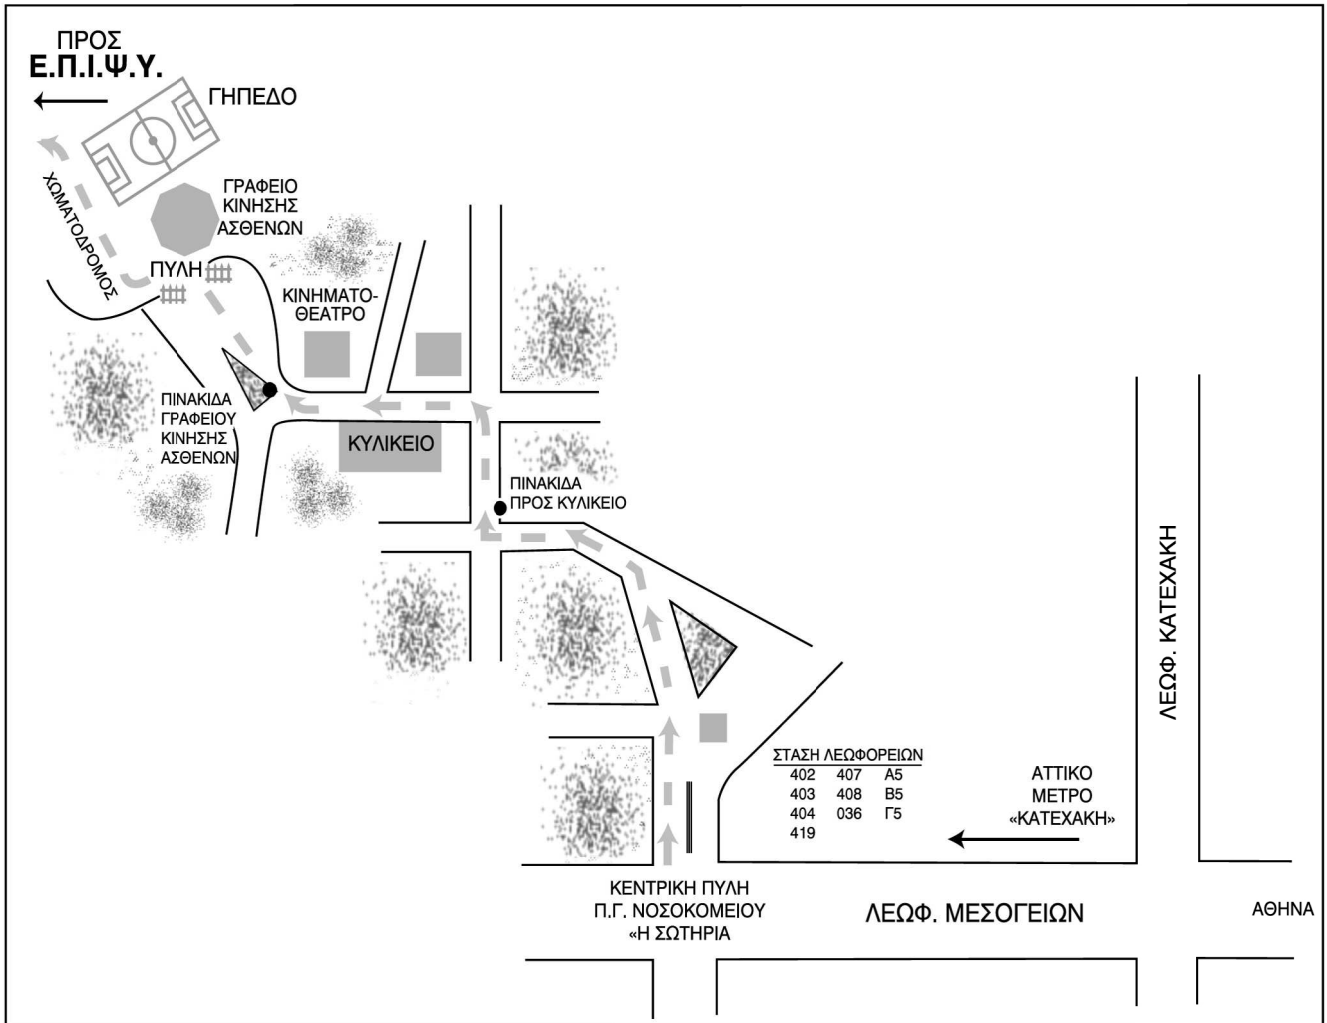 ΠΡΟΣ
Ε.Π.Ι.Ψ.Υ.
ΓΗΠΕΔΟ
ΓΡΑΦΕΙΟ
ΚΙΝΗΣΗΣ
ΑΣΘΕΝΩΝ
ΧΩΜΑΤΟΔΡΟΜΟΣ
ΠΥΛΗ
ΚΙΝΗΜΑΤΟ-
ΘΕΑΤΡΟ
ΠΙΝΑΚΙΔΑ
ΓΡΑΦΕΙΟΥ
ΚΙΝΗΣΗΣ
ΑΣΘΕΝΩΝ
ΚΥΛΙΚΕΙΟ
ΠΙΝΑΚΙΔΑ
ΠΡΟΣ ΚΥΛΙΚΕΙΟ
ΛΕΩΦ. ΚΑΤΕΧΑΚΗ
ΣΤΑΣΗ ΛΕΩΦΟΡΕΙΩΝ
402 407 Α5
403 408 Β5
404 036 Γ5
419
ΑΤΤΙΚΟ
ΜΕΤΡΟ
«ΚΑΤΕΧΑΚΗ»
ΚΕΝΤΡΙΚΗ ΠΥΛΗ
Π.Γ. ΝΟΣΟΚΟΜΕΙΟΥ
«Η ΣΩΤΗΡΙΑ
ΛΕΩΦ. ΜΕΣΟΓΕΙΩΝ
ΑΘΗΝΑ